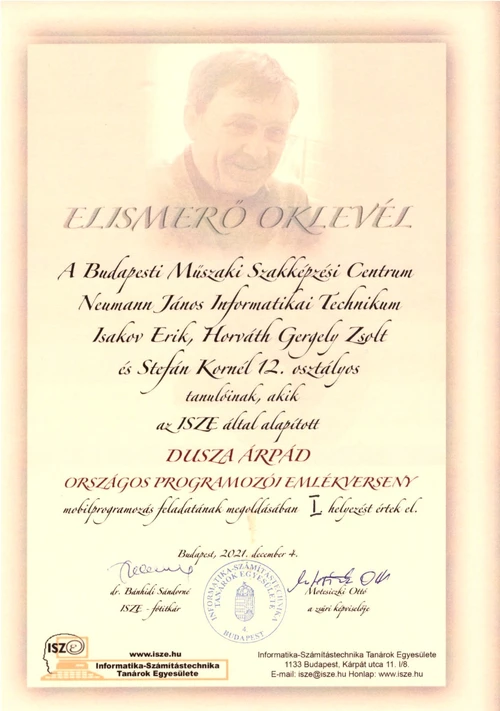 ELISMERŐ OKLEVÉL
A Budapesti Műszaki Szakképzési Centrum
Neumann János Informatikai Technikum
Isakov Erik, Horváth Gergely Zsolt
és Stefán Kornél 12. osztályos
tanulóinak, akik
az ISZE által alapított
DUSZA ÁRPÁD
ORSZÁGOS PROGRAMOZÓI EMLÉKVERSENY
mobilprogramozás feladatának megoldásában I. helyezést értek el.
Budapest, 2021. december 4.
dr. Bánhidi Sándorné
ISZE - főtitkár
INFORMATIKA-SZÁMÍTÁSTECHNIKA
TANÁROK EGYESÜLETE
4.
BUDAPEST
Moteseczki Ottó
a zsűri képviselője
ISZE
www.isze.hu
Informatika-Számítástechnika
Tanárok Egyesülete
Informatika-Számítástechnika Tanárok Egyesülete
1133 Budapest, Kárpát utca 11. I/8.
E-mail: isze@isze.hu Honlap: www.isze.hu